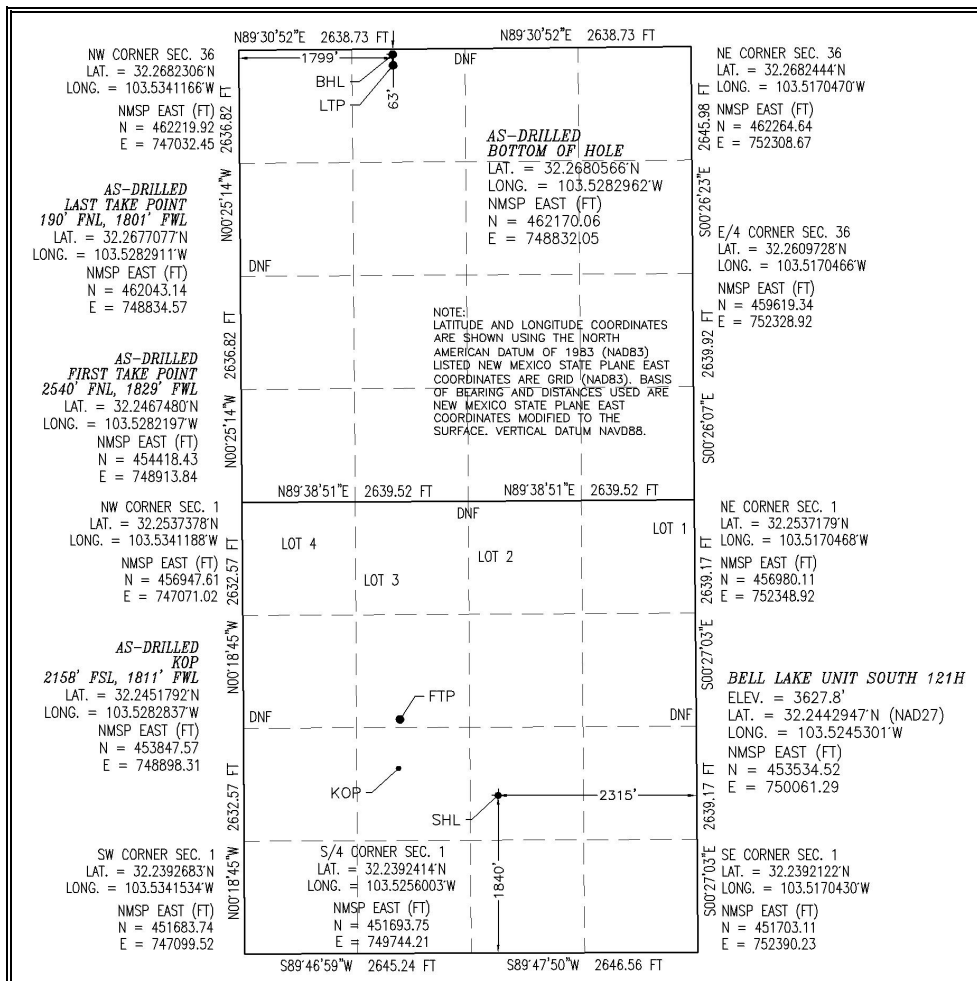 N89°30'52"E 2638.73 FT
N89°30'52"E 2638.73 FT
NW CORNER SEC. 36
LAT. = 32.2682306°N
LONG. = 103.5341166°W
NMSP EAST (FT)
N = 462219.92
E = 747032.45
1799'
BHL
LTP
63'
DNF
NE CORNER SEC. 36
LAT. = 32.2682444°N
LONG. = 103.5170470°W
NMSP EAST (FT)
N = 462264.64
E = 752308.67
2636.82 FT
2645.98 FT
AS-DRILLED
BOTTOM OF HOLE
LAT. = 32.2680566°N
LONG. = 103.5282962°W
NMSP EAST (FT)
N = 462170.06
E = 748832.05
AS-DRILLED
LAST TAKE POINT
190' FNL, 1801' FWL
LAT. = 32.2677077°N
LONG. = 103.5282911°W
NMSP EAST (FT)
N = 462043.14
E = 748834.57
N00°25'14"W
S00°26'23"E
DNF
E/4 CORNER SEC. 36
LAT. = 32.2609728°N
LONG. = 103.5170466°W
NMSP EAST (FT)
N = 459619.34
E = 752328.92
NOTE:
LATITUDE AND LONGITUDE COORDINATES
ARE SHOWN USING THE NORTH
AMERICAN DATUM OF 1983 (NAD83)
LISTED NEW MEXICO STATE PLANE EAST
COORDINATES ARE GRID (NAD83). BASIS
OF BEARING AND DISTANCES USED ARE
NEW MEXICO STATE PLANE EAST
COORDINATES MODIFIED TO THE
SURFACE. VERTICAL DATUM NAVD88.
2636.82 FT
2639.92 FT
AS-DRILLED
FIRST TAKE POINT
2540' FNL, 1829' FWL
LAT. = 32.2467480°N
LONG. = 103.5282197°W
NMSP EAST (FT)
N = 454418.43
E = 748913.84
N00°25'14"W
S00°26'07"E
N89°38'51"E 2639.52 FT
N89°38'51"E 2639.52 FT
DNF
NW CORNER SEC. 1
LAT. = 32.2537378°N
LONG. = 103.5341188°W
NMSP EAST (FT)
N = 456947.61
E = 747071.02
LOT 4
LOT 3
LOT 2
LOT 1
NE CORNER SEC. 1
LAT. = 32.2537179°N
LONG. = 103.5170468°W
NMSP EAST (FT)
N = 456980.11
E = 752348.92
2632.57 FT
2639.17 FT
AS-DRILLED
KOP
2158' FSL, 1811' FWL
LAT. = 32.2451792°N
LONG. = 103.5282837°W
NMSP EAST (FT)
N = 453847.57
E = 748898.31
N00°18'45"W
S00°27'03"E
DNF
FTP
DNF
KOP
SHL
2315'
1840'
BELL LAKE UNIT SOUTH 121H
ELEV. = 3627.8'
LAT. = 32.2442947°N (NAD27)
LONG. = 103.5245301°W
NMSP EAST (FT)
N = 453534.52
E = 750061.29
2632.57 FT
2639.17 FT
N00°18'45"W
S00°27'03"E
SW CORNER SEC. 1
LAT. = 32.2392683°N
LONG. = 103.5341534°W
NMSP EAST (FT)
N = 451683.74
E = 747099.52
S/4 CORNER SEC. 1
LAT. = 32.2392414°N
LONG. = 103.5256003°W
NMSP EAST (FT)
N = 451693.75
E = 749744.21
SE CORNER SEC. 1
LAT. = 32.2392122°N
LONG. = 103.5170430°W
NMSP EAST (FT)
N = 451703.11
E = 752390.23
S89°46'59"W 2645.24 FT
S89°47'50"W 2646.56 FT